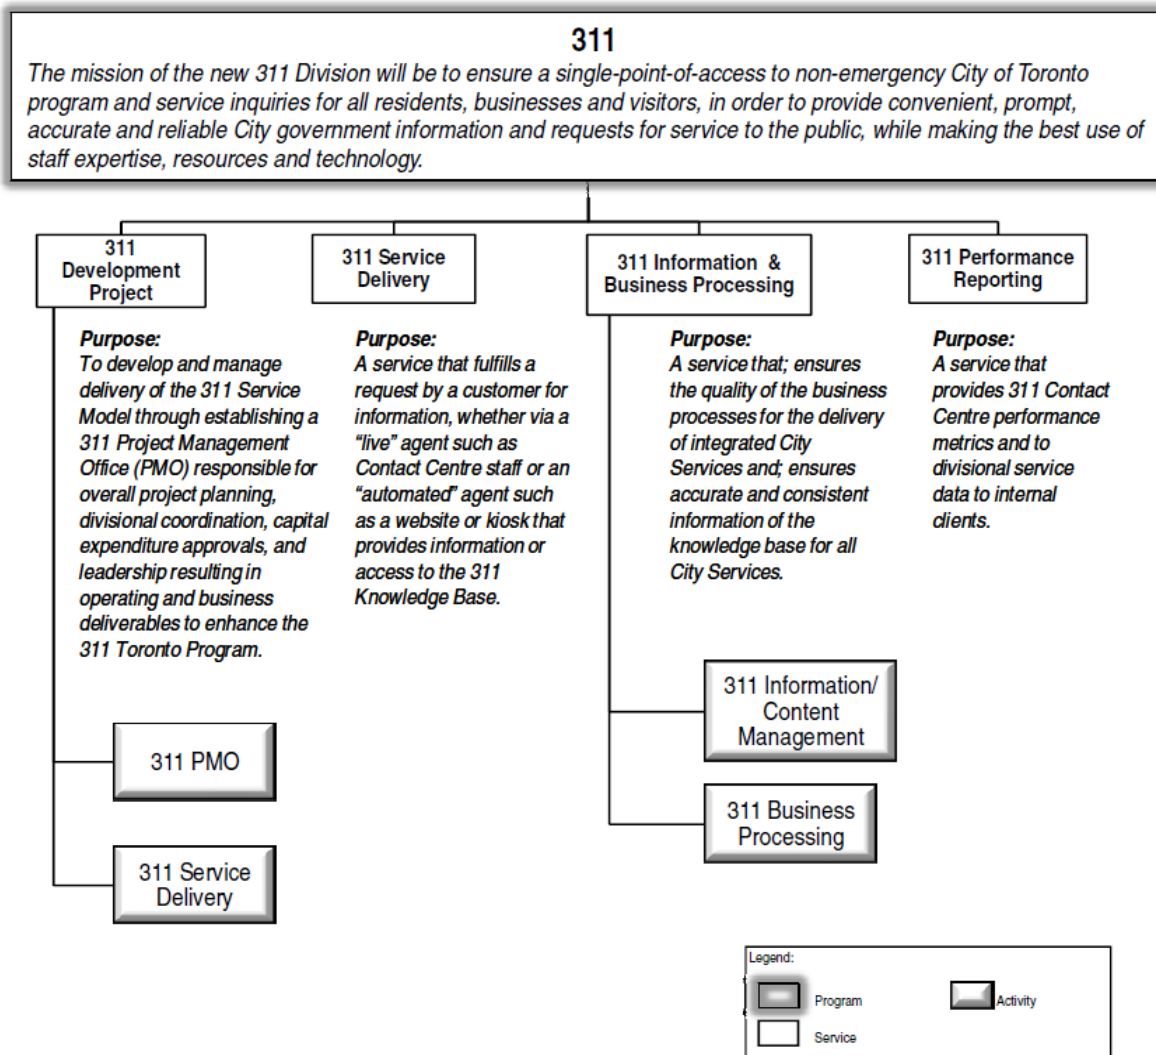 311
The mission of the new 311 Division will be to ensure a single-point-of-access to non-emergency City of Toronto
program and service inquiries for all residents, businesses and visitors, in order to provide convenient, prompt,
accurate and reliable City government information and requests for service to the public, while making the best use of
staff expertise, resources and technology.
311
Development
Project
Purpose:
To develop and manage
delivery of the 311 Service
Model through establishing a
311 Project Management
Office (PMO) responsible for
overall project planning,
divisional coordination, capital
expenditure approvals, and
leadership resulting in
operating and business
deliverables to enhance the
311 Toronto Program.
311 PMO
311 Service
Delivery
311 Service
Delivery
Purpose:
A service that fulfills a
request by a customer for
information, whether via a
“live” agent such as
Contact Centre staff or an
“automated” agent such
as a website or kiosk that
provides information or
access to the 311
Knowledge Base.
311 Information &
Business Processing
Purpose:
A service that; ensures
the quality of the business
processes for the delivery
of integrated City
Services and; ensures
accurate and consistent
information of the
knowledge base for all
City Services.
311 Information/
Content
Management
311 Business
Processing
311 Performance
Reporting
Purpose:
A service that
provides 311 Contact
Centre performance
metrics and to
divisional service
data to internal
clients.
Legend:
Program
Activity
Service